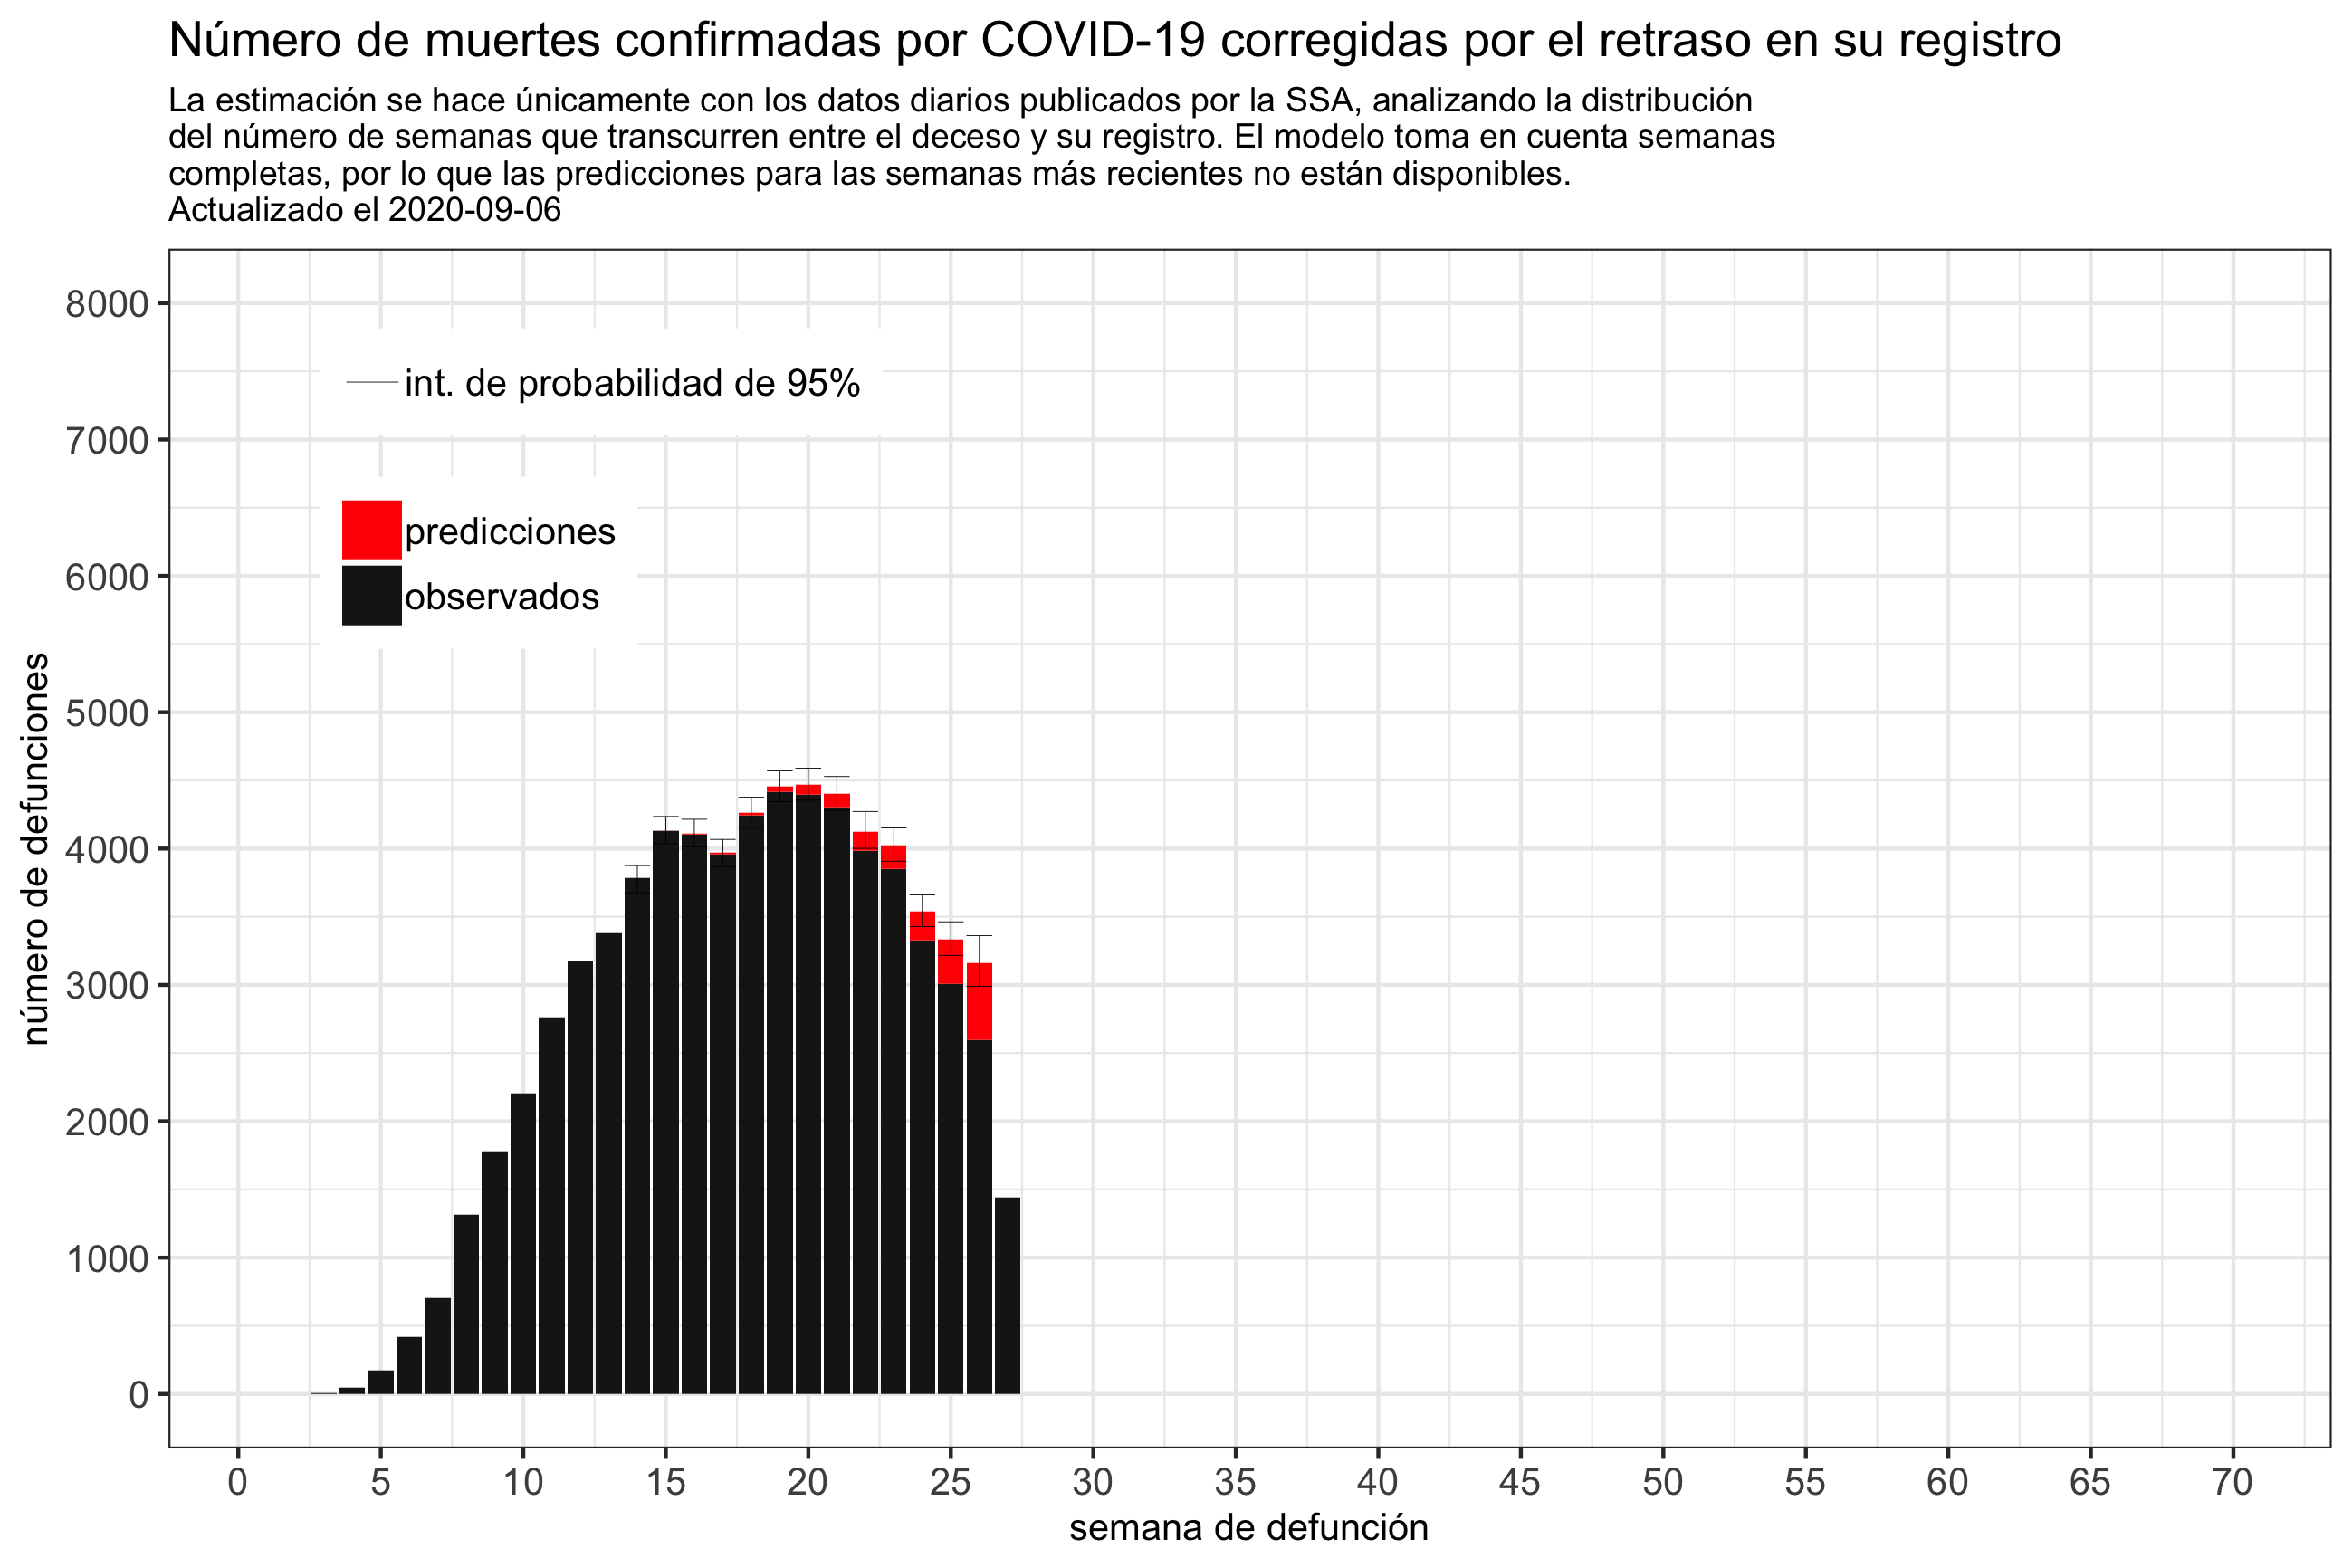 Número de muertes confirmadas por COVID-19 corregidas por el retraso en su registro
La estimación se hace únicamente con los datos diarios publicados por la SSA, analizando la distribución
del número de semanas que transcurren entre el deceso y su registro. El modelo toma en cuenta semanas
completas, por lo que las predicciones para las semanas más recientes no están disponibles.
Actualizado el 2020-09-06
número de defunciones
8000
7000
6000
5000
4000
3000
2000
1000
0
int. de probabilidad de 95%
predicciones
observados
0 5 10 15 20 25 30 35 40 45 50 55 60 65 70
semana de defunción